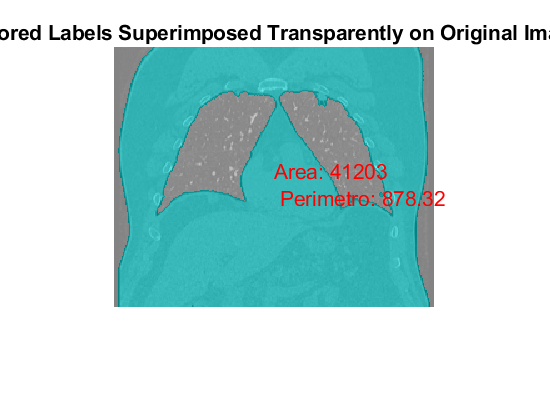 ored Labels Superimposed Transparently on Original Ima
Area: 41203
Perimetro: 878.32